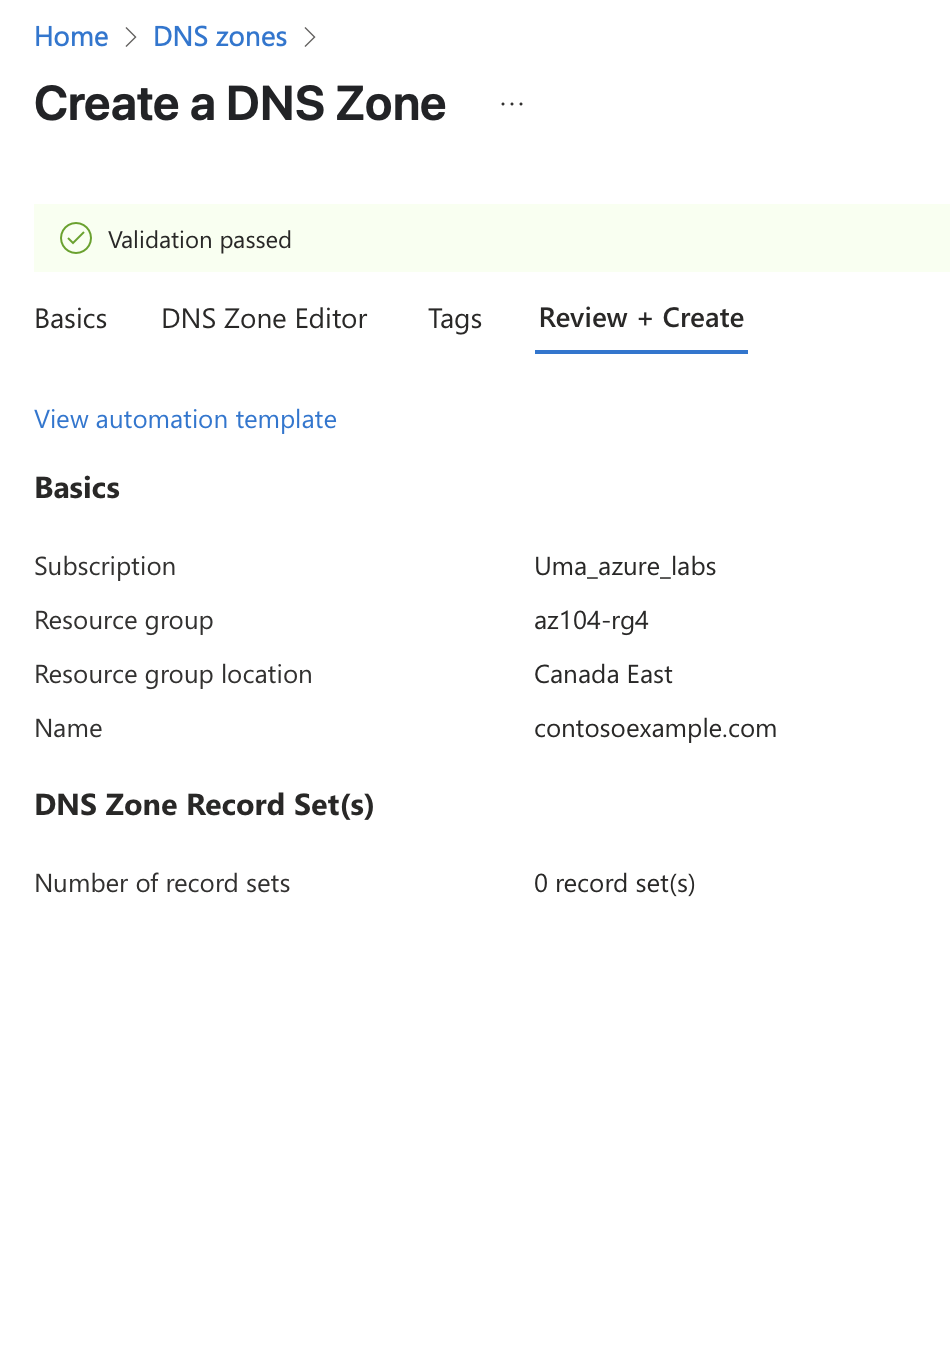 Home > DNS zones >
Create a DNS Zone ...
Validation passed
Basics DNS Zone Editor Tags Review + Create
View automation template
Basics
Subscription Uma_azure_labs
Resource group az104-rg4
Resource group location Canada East
Name contosoexample.com
DNS Zone Record Set(s)
Number of record sets 0 record set(s)